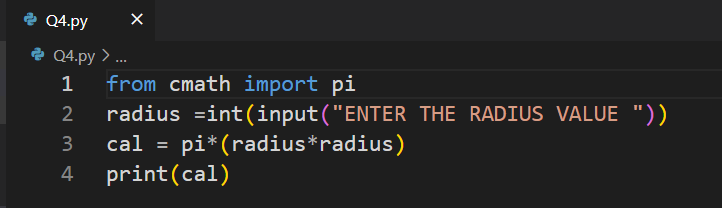 Q4.py ×
Q4.py > ...
1 from cmath import pi
2 radius =int(input("ENTER THE RADIUS VALUE "))
3 cal = pi*(radius*radius)
4 print(cal)